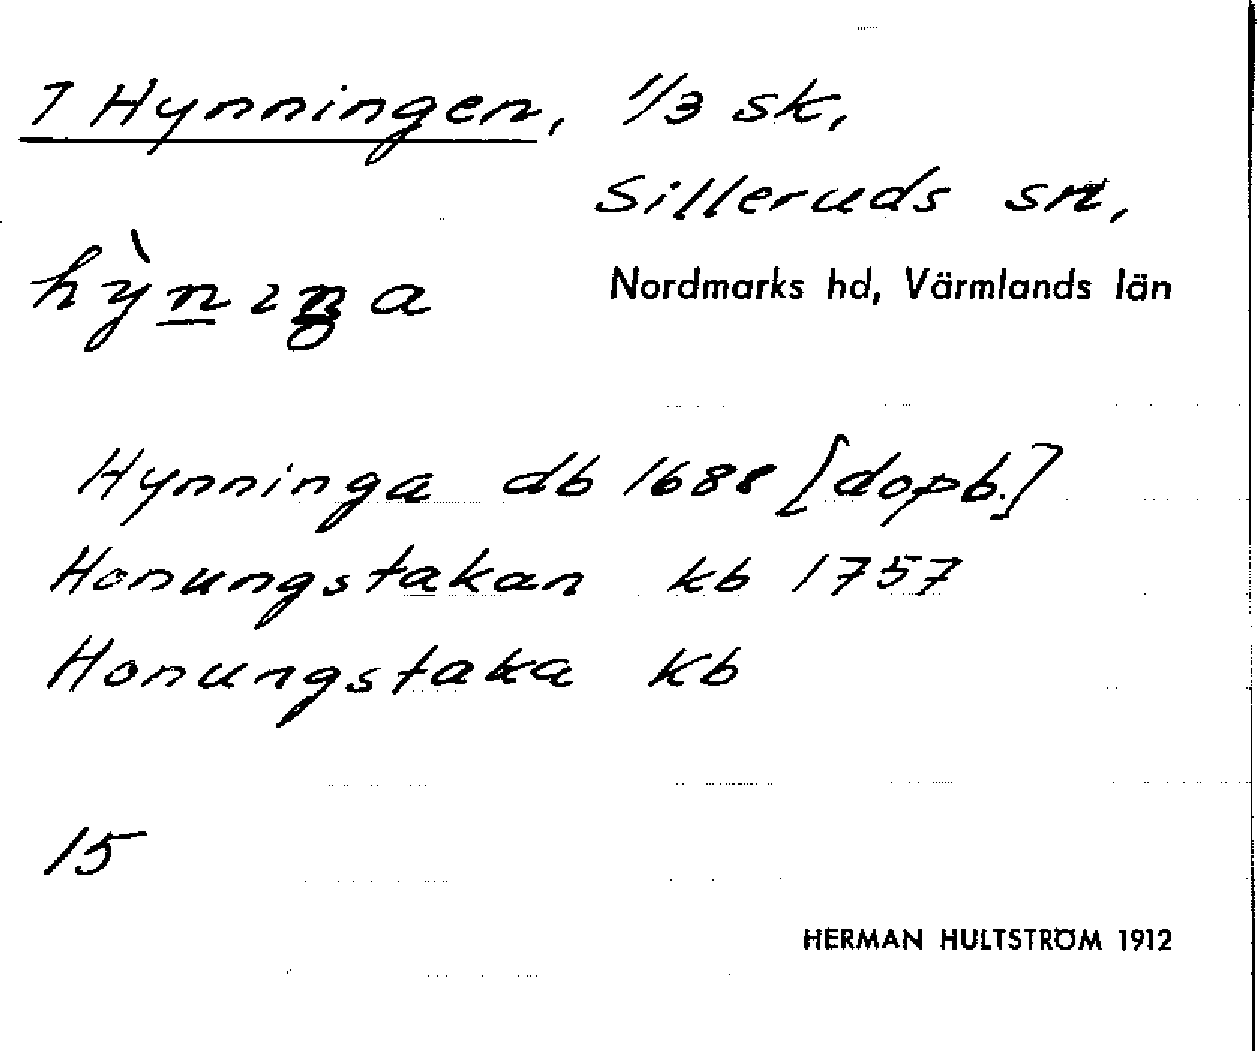 7 Hynningen, 1/3 sk,
Silleruds sn,
Nordmarks hd, Värmlands län
Hynninga db 1688 [dopb.]
Honungstakan kb 1757
Honungstaka kb
15
HERMAN HULTSTRÖM 1912